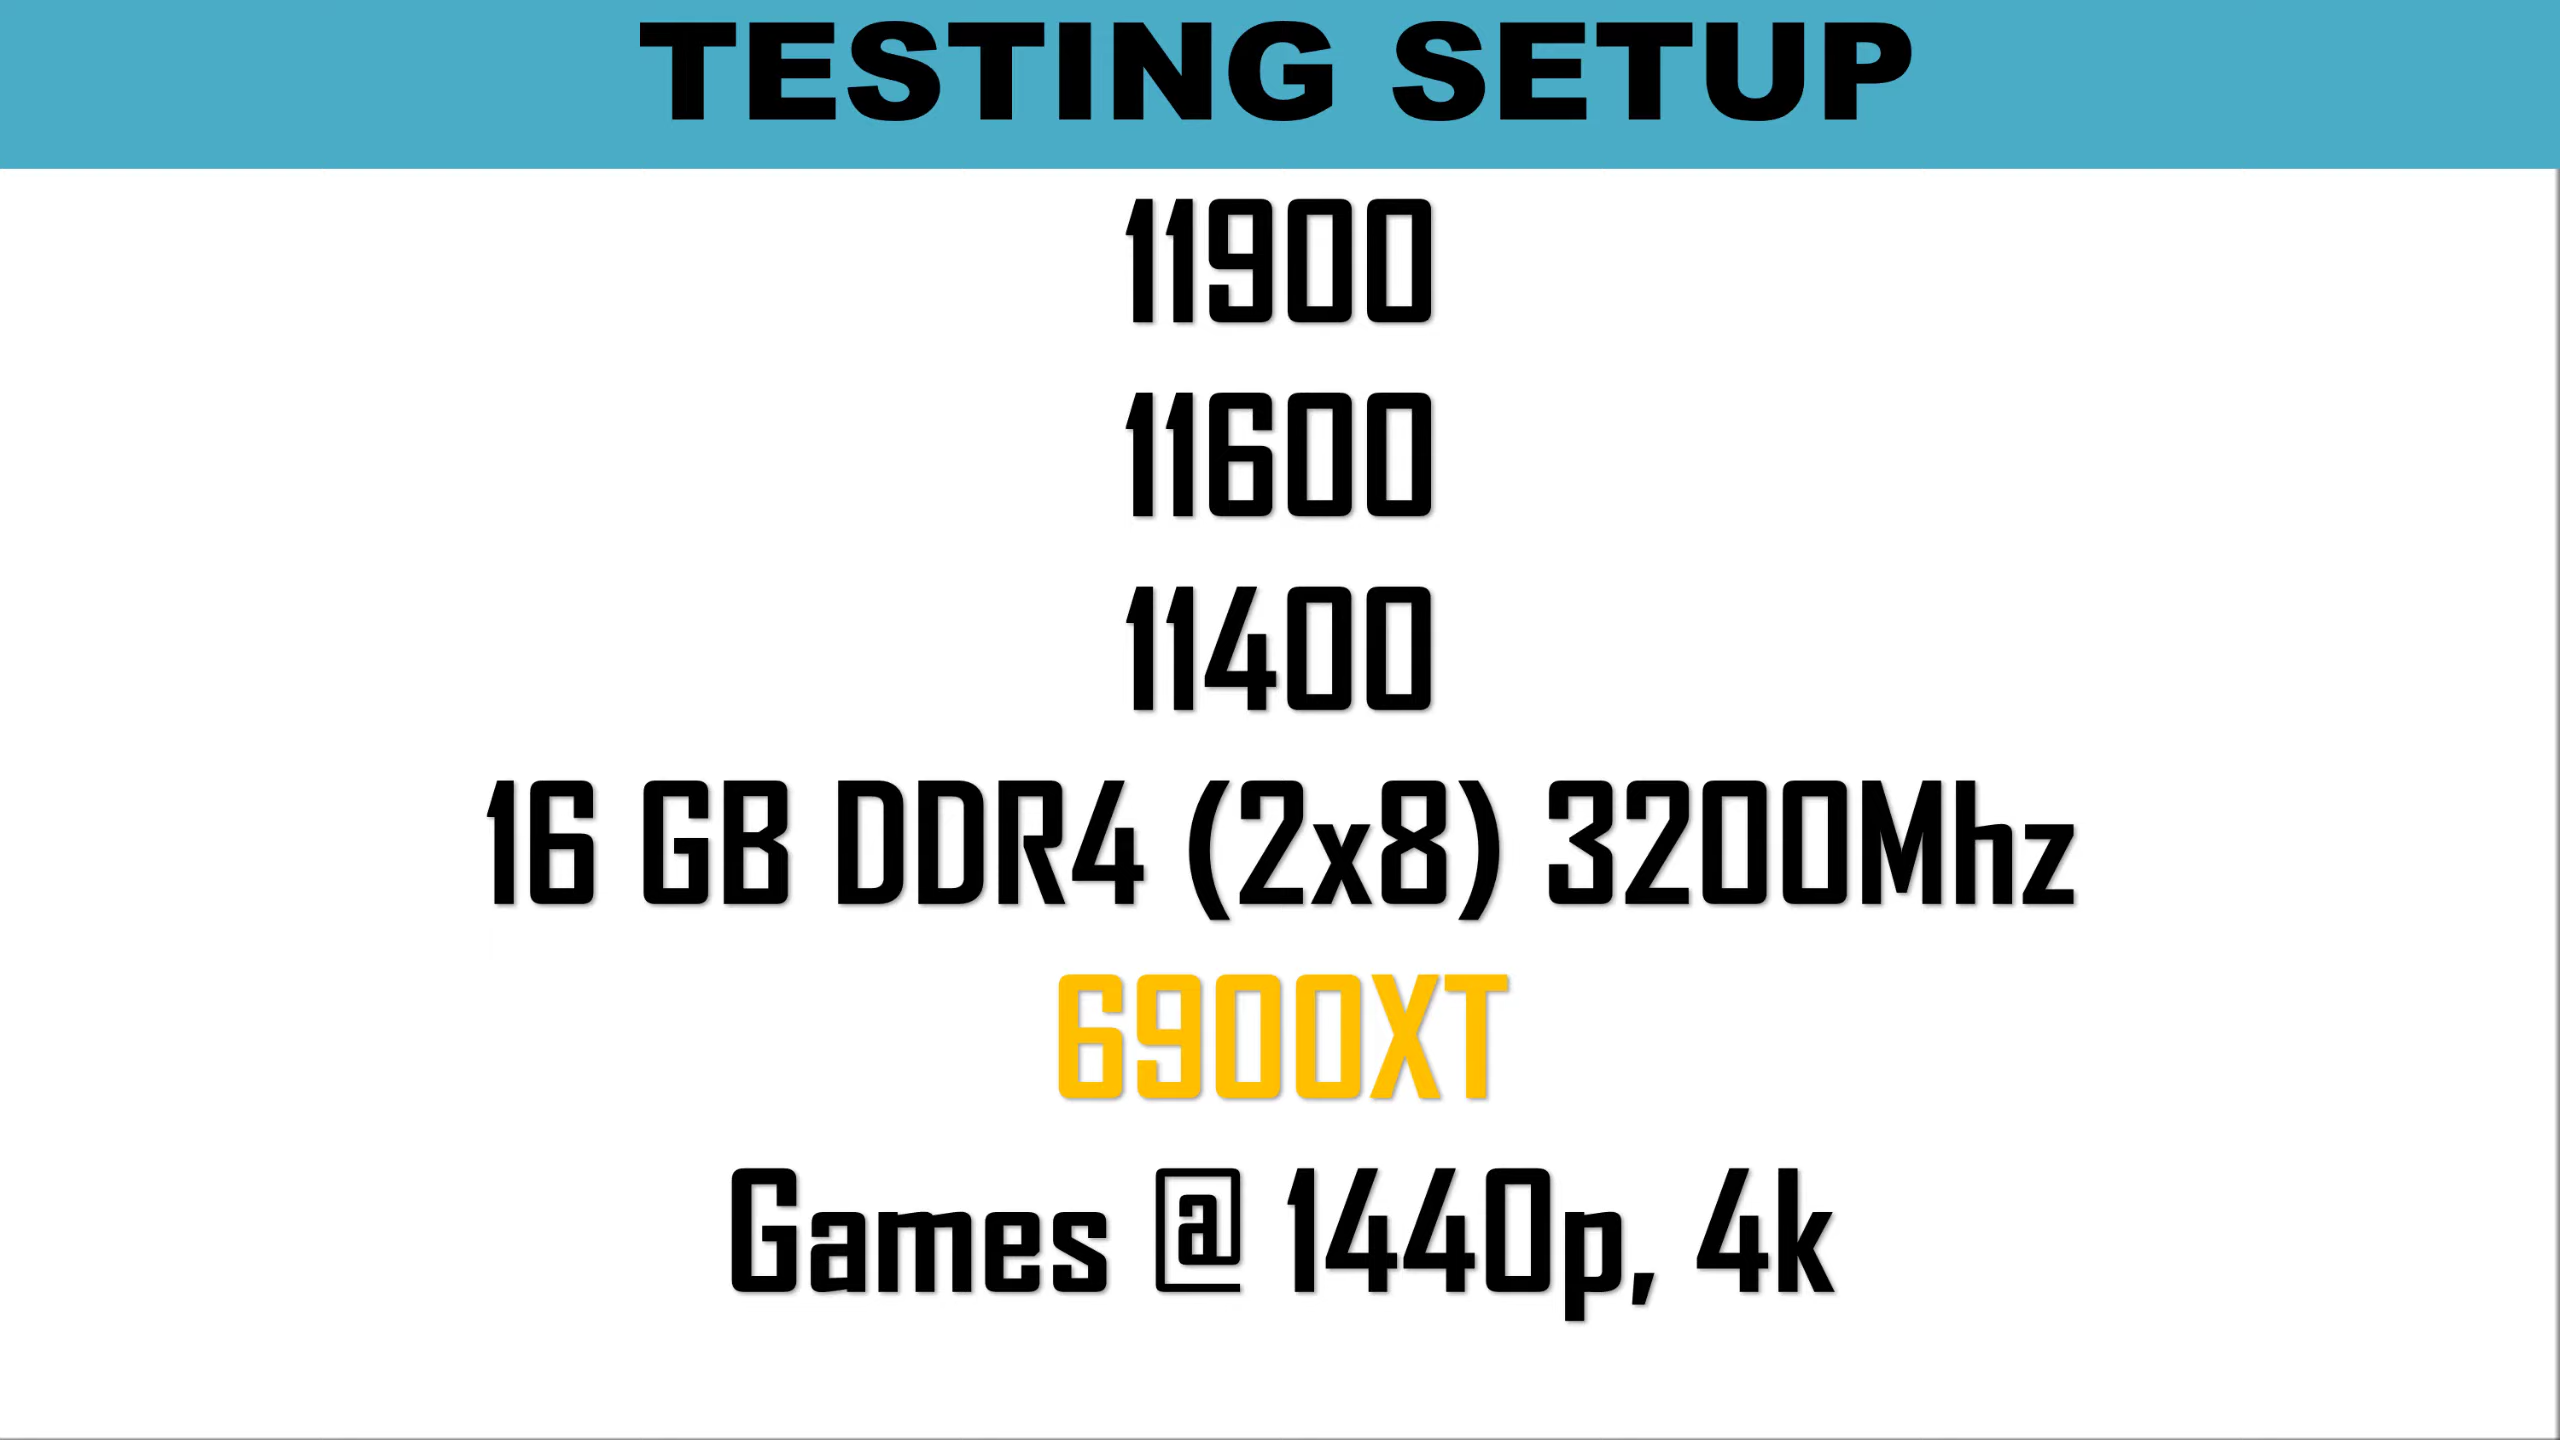 TESTING SETUP
11900
11600
11400
16 GB DDR4 (2x8) 3200Mhz
6900XT
Games @ 1440p, 4k